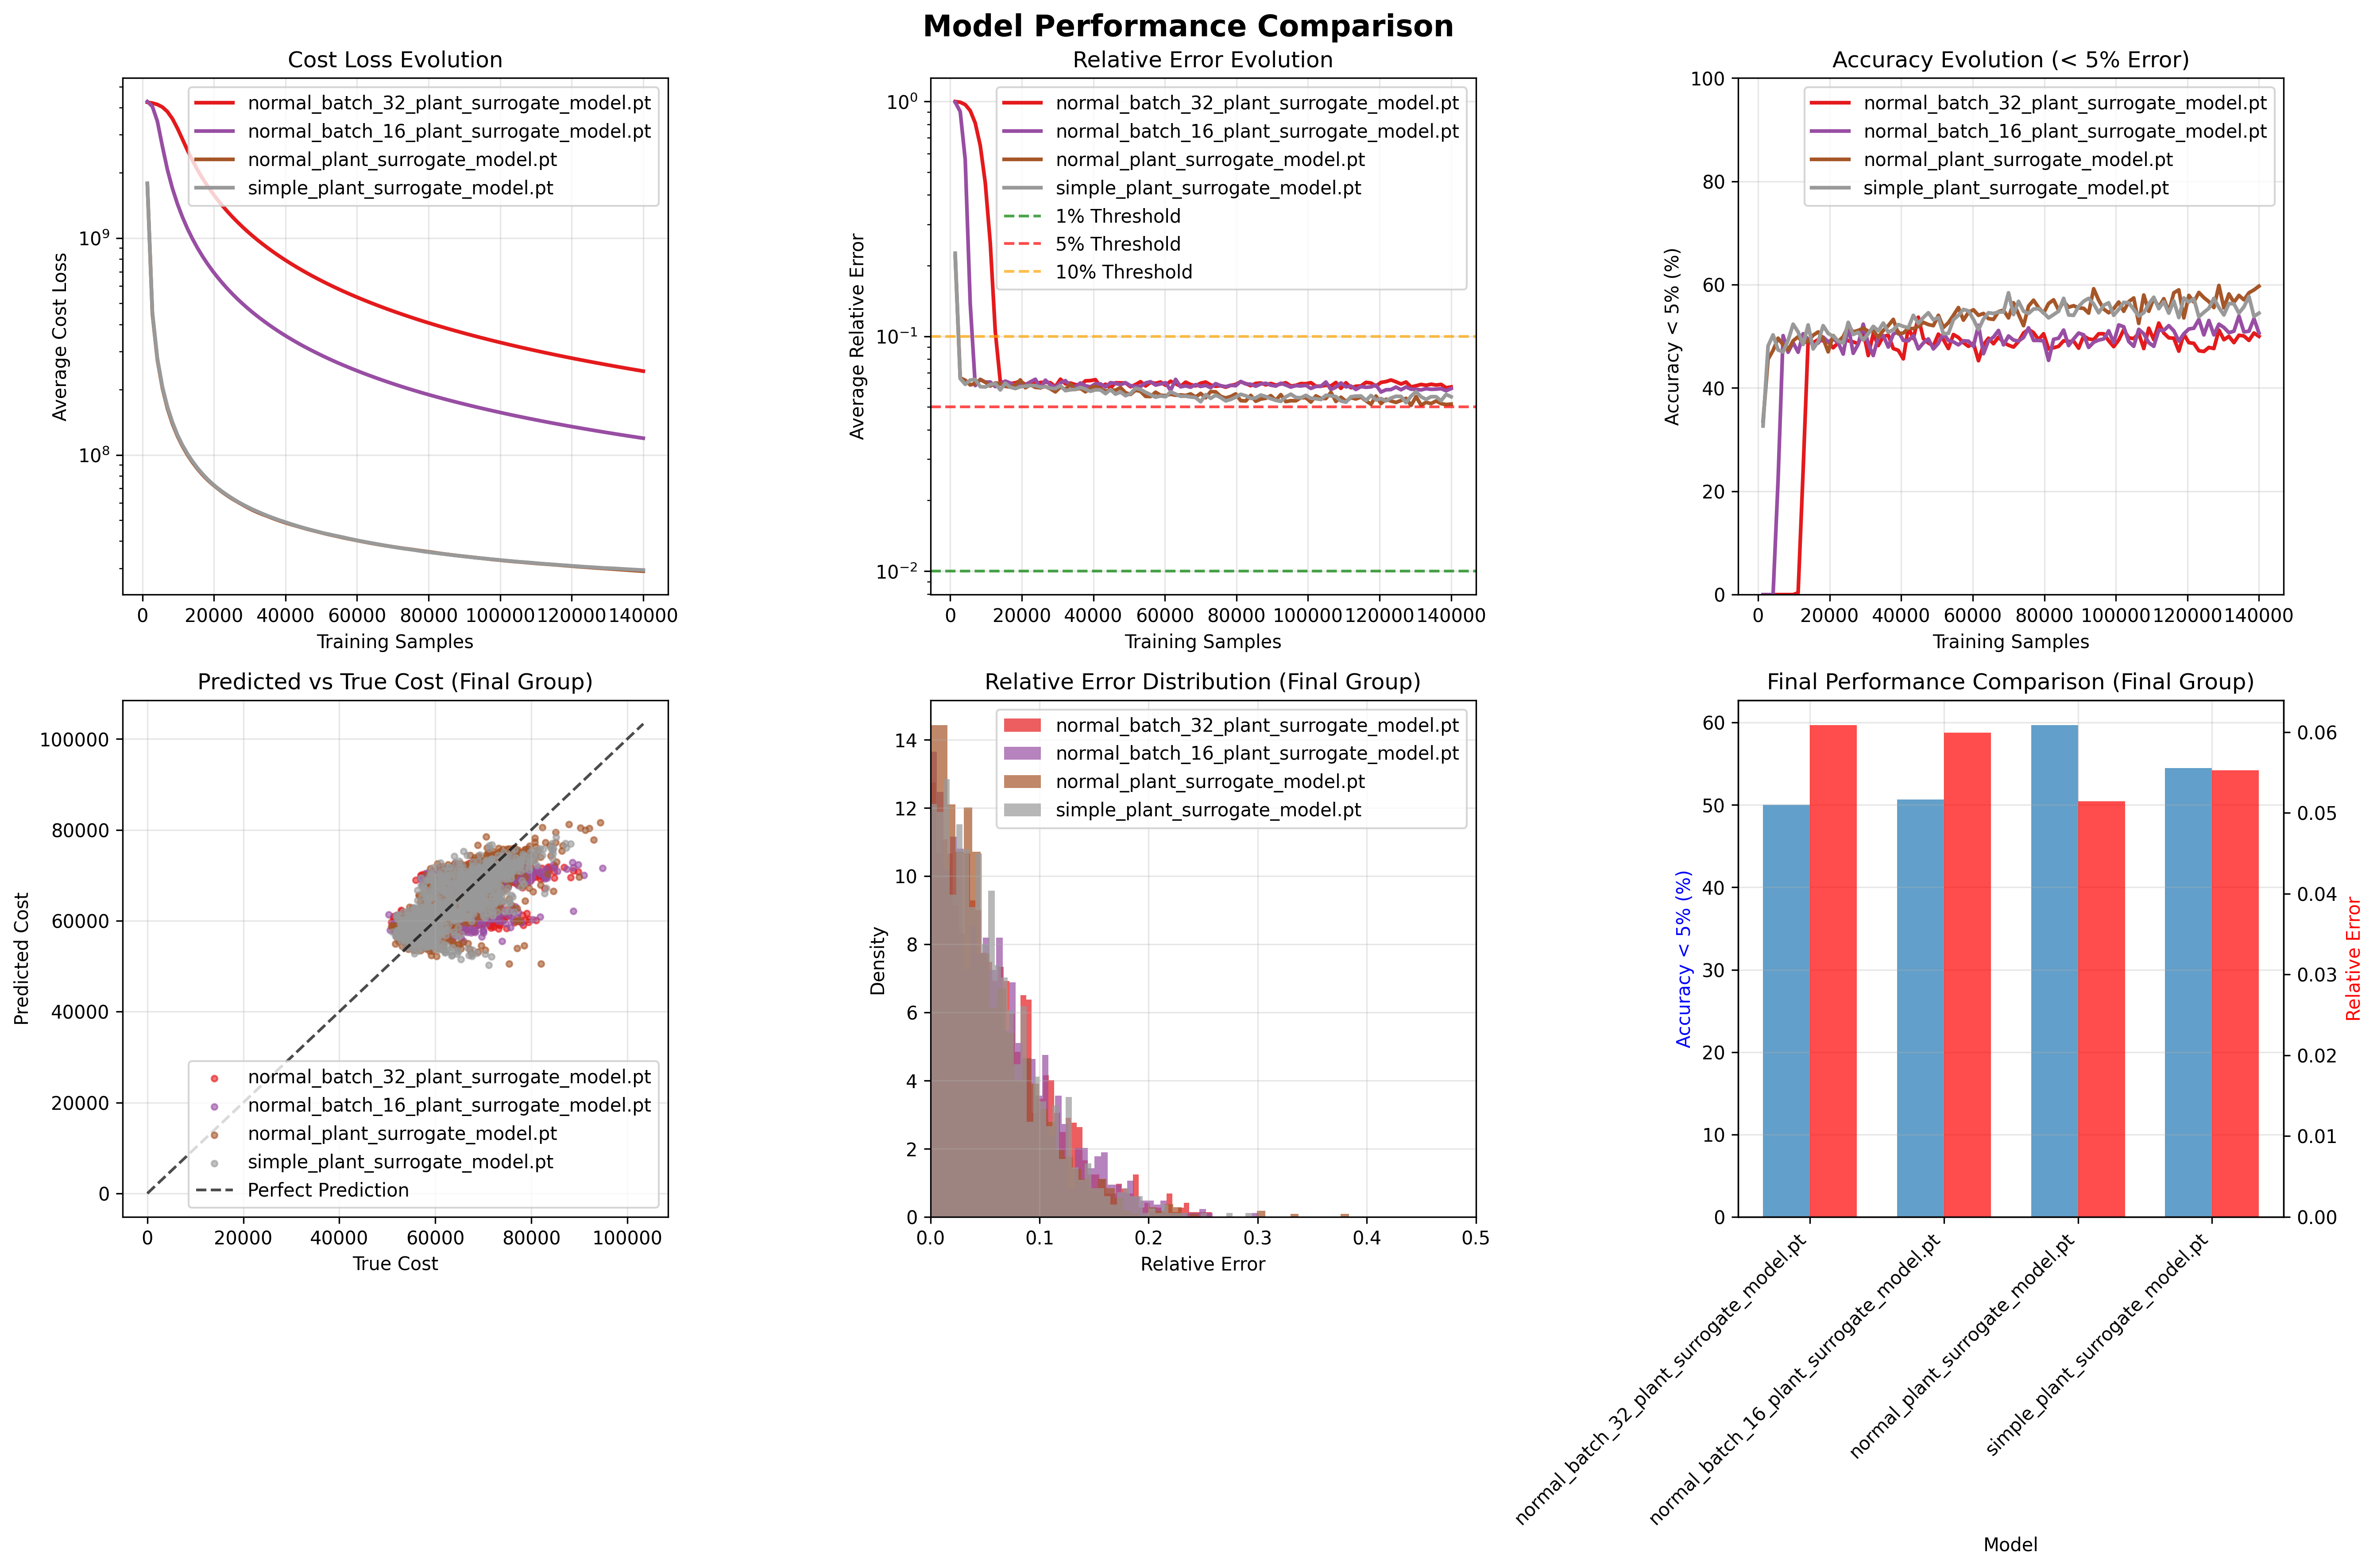 Model Performance Comparison
Cost Loss Evolution
Average Cost Loss
10⁹
10⁸
normal_batch_32_plant_surrogate_model.pt
normal_batch_16_plant_surrogate_model.pt
normal_plant_surrogate_model.pt
simple_plant_surrogate_model.pt
0 20000 40000 60000 80000 100000 120000 140000
Training Samples
Relative Error Evolution
Average Relative Error
10⁰
10⁻¹
10⁻²
normal_batch_32_plant_surrogate_model.pt
normal_batch_16_plant_surrogate_model.pt
normal_plant_surrogate_model.pt
simple_plant_surrogate_model.pt
1% Threshold
5% Threshold
10% Threshold
0 20000 40000 60000 80000 100000 120000 140000
Training Samples
Accuracy Evolution (< 5% Error)
Accuracy < 5% (%)
100
80
60
40
20
0
normal_batch_32_plant_surrogate_model.pt
normal_batch_16_plant_surrogate_model.pt
normal_plant_surrogate_model.pt
simple_plant_surrogate_model.pt
0 20000 40000 60000 80000 100000 120000 140000
Training Samples
Predicted vs True Cost (Final Group)
Predicted Cost
100000
80000
60000
40000
20000
0
normal_batch_32_plant_surrogate_model.pt
normal_batch_16_plant_surrogate_model.pt
normal_plant_surrogate_model.pt
simple_plant_surrogate_model.pt
Perfect Prediction
0 20000 40000 60000 80000 100000
True Cost
Relative Error Distribution (Final Group)
Density
14
12
10
8
6
4
2
0
normal_batch_32_plant_surrogate_model.pt
normal_batch_16_plant_surrogate_model.pt
normal_plant_surrogate_model.pt
simple_plant_surrogate_model.pt
0.0 0.1 0.2 0.3 0.4 0.5
Relative Error
Final Performance Comparison (Final Group)
Accuracy < 5% (%)
60
50
40
30
20
10
0
0.06
0.05
0.04
0.03
0.02
0.01
0.00
Relative Error
normal_batch_32_plant_surrogate_model.pt
normal_batch_16_plant_surrogate_model.pt
normal_plant_surrogate_model.pt
simple_plant_surrogate_model.pt
Model